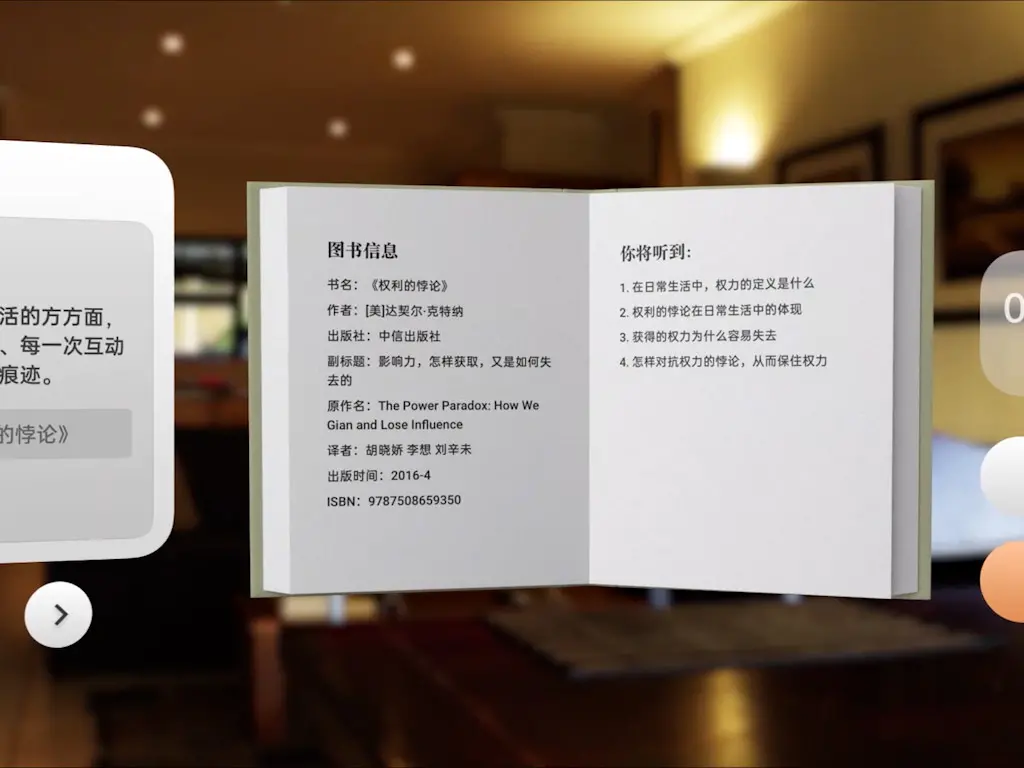 活的方方面，
、每一次互动
痕迹。
的悖论》
图书信息
书名：《权利的悖论》
作者：[美]达契尔·克特纳
出版社：中信出版社
副标题：影响力，怎样获取，又是如何失
去的
原作名：The Power Paradox: How We
Gian and Lose Influence
译者：胡晓娇 李想 刘辛未
出版时间：2016-4
ISBN：9787508659350
你将听到：
1. 在日常生活中，权力的定义是什么
2. 权利的悖论在日常生活中的体现
3. 获得的权力为什么容易失去
4. 怎样对抗权力的悖论，从而保住权力
0